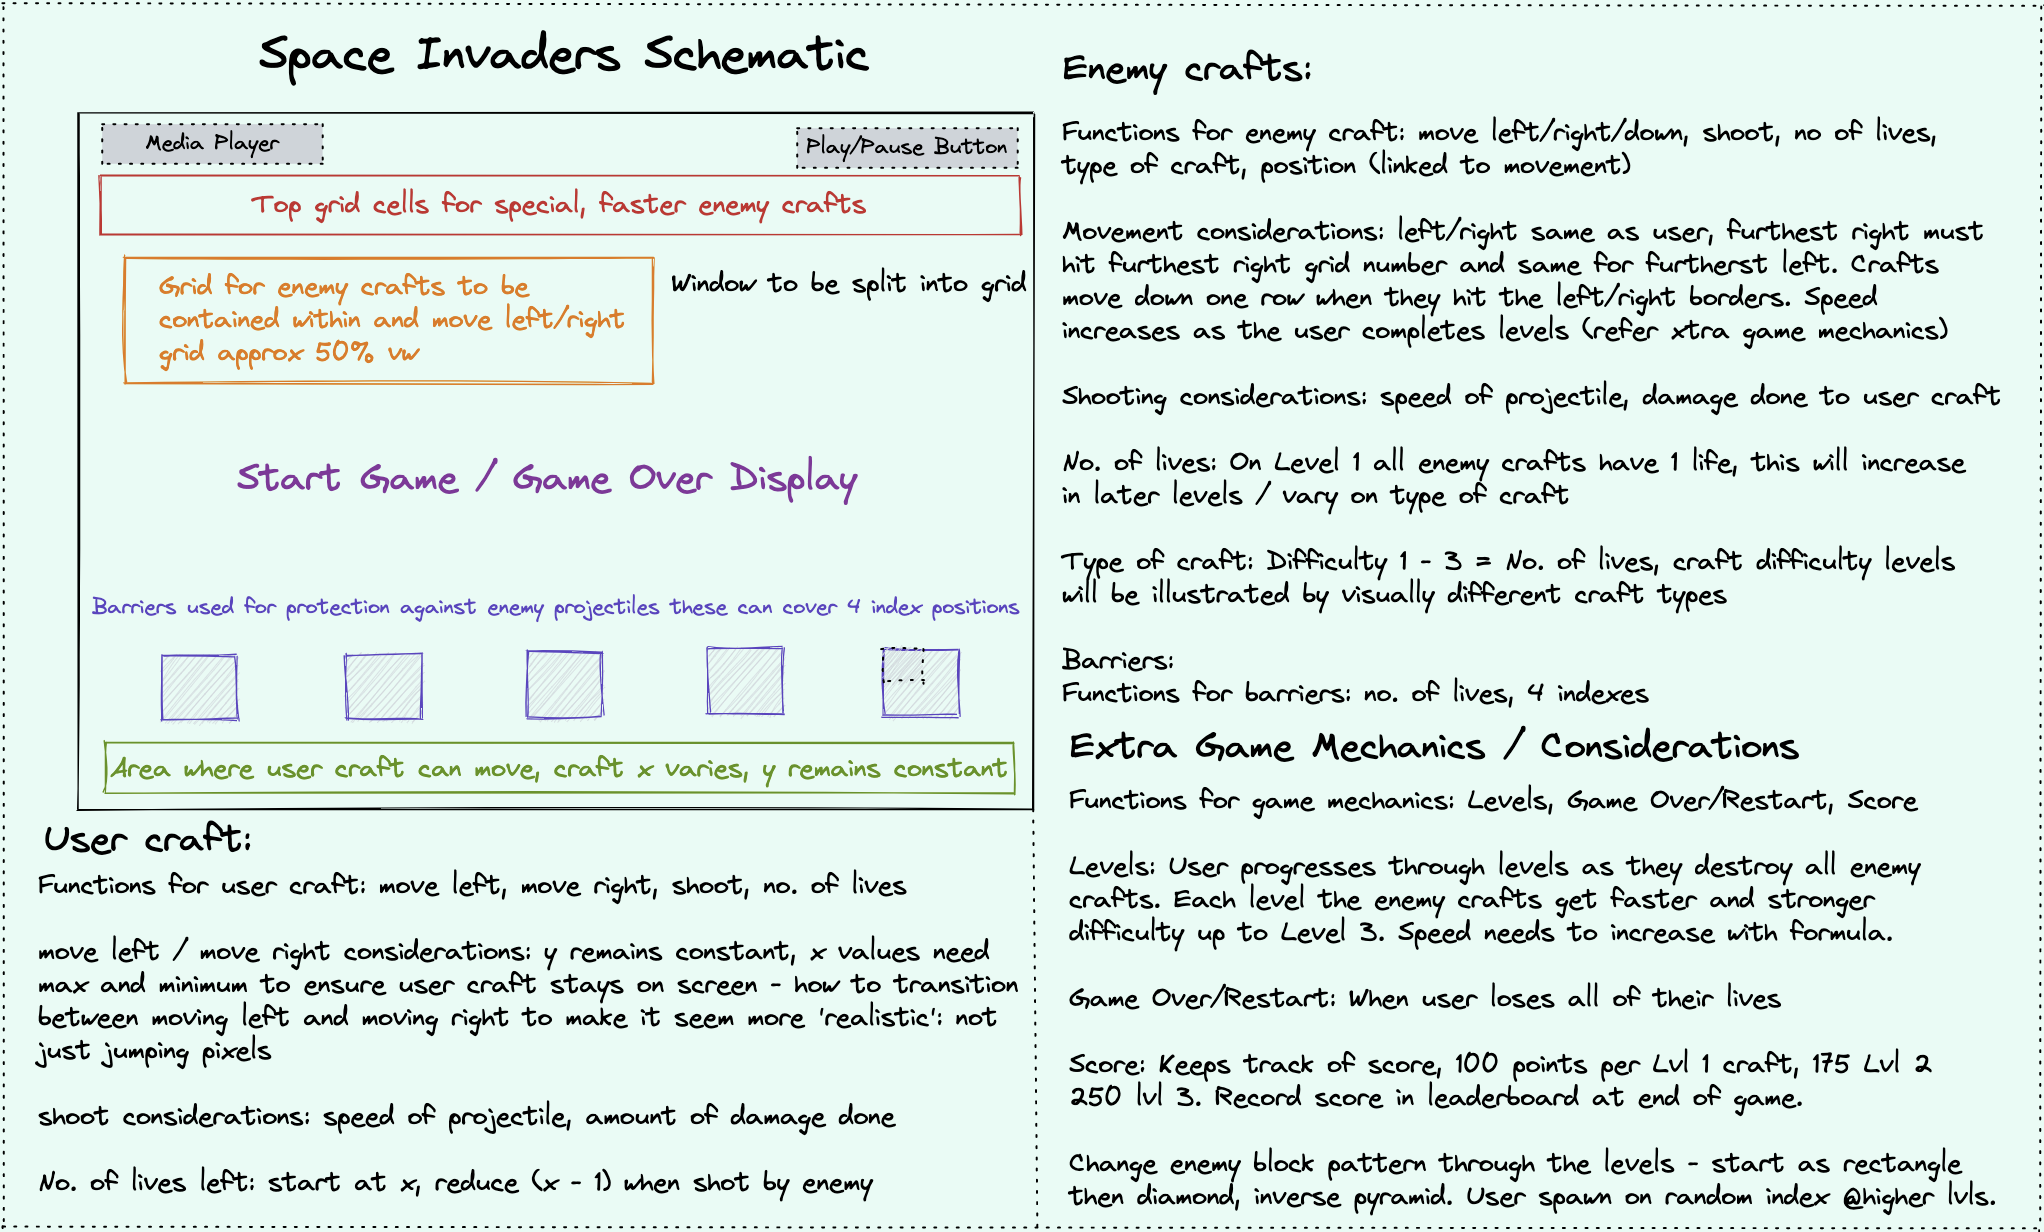 Space Invaders Schematic
Media Player
Play/Pause Button
Top grid cells for special, faster enemy crafts
Grid for enemy crafts to be
contained within and move left/right
grid approx 50% vw
Window to be split into grid
Start Game / Game Over Display
Barriers used for protection against enemy projectiles these can cover 4 index positions
Area where user craft can move, craft x varies, y remains constant
User craft:
Functions for user craft: move left, move right, shoot, no. of lives
move left / move right considerations: y remains constant, x values need
max and minimum to ensure user craft stays on screen - how to transition
between moving left and moving right to make it seem more 'realistic': not
just jumping pixels
shoot considerations: speed of projectile, amount of damage done
No. of lives left: start at x, reduce (x - 1) when shot by enemy
Enemy crafts:
Functions for enemy craft: move left/right/down, shoot, no of lives,
type of craft, position (linked to movement)
Movement considerations: left/right same as user, furthest right must
hit furthest right grid number and same for furtherst left. Crafts
move down one row when they hit the left/right borders. Speed
increases as the user completes levels (refer xtra game mechanics)
Shooting considerations: speed of projectile, damage done to user craft
No. of lives: On Level 1 all enemy crafts have 1 life, this will increase
in later levels / vary on type of craft
Type of craft: Difficulty 1 - 3 = No. of lives, craft difficulty levels
will be illustrated by visually different craft types
Barriers:
Functions for barriers: no. of lives, 4 indexes
Extra Game Mechanics / Considerations
Functions for game mechanics: Levels, Game Over/Restart, Score
Levels: User progresses through levels as they destroy all enemy
crafts. Each level the enemy crafts get faster and stronger
difficulty up to Level 3. Speed needs to increase with formula.
Game Over/Restart: When user loses all of their lives
Score: Keeps track of score, 100 points per Lvl 1 craft, 175 Lvl 2
250 lvl 3. Record score in leaderboard at end of game.
Change enemy block pattern through the levels - start as rectangle
then diamond, inverse pyramid. User spawn on random index @higher lvls.